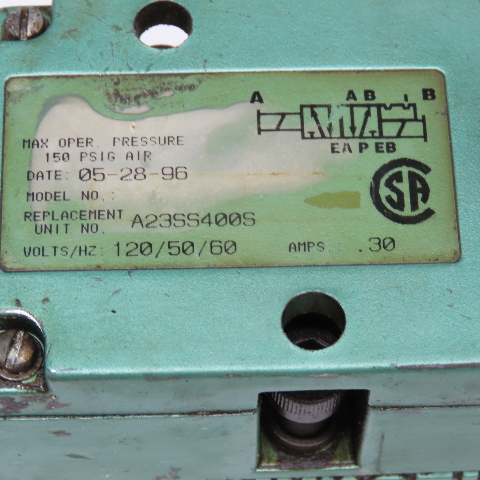 A A B B
EA P EB
MAX OPER. PRESSURE
150 PSIG AIR
DATE: 05-28-96
MODEL NO.:
REPLACEMENT
UNIT NO. A23SS400S
VOLTS/HZ: 120/50/60 AMPS.: .30
SA